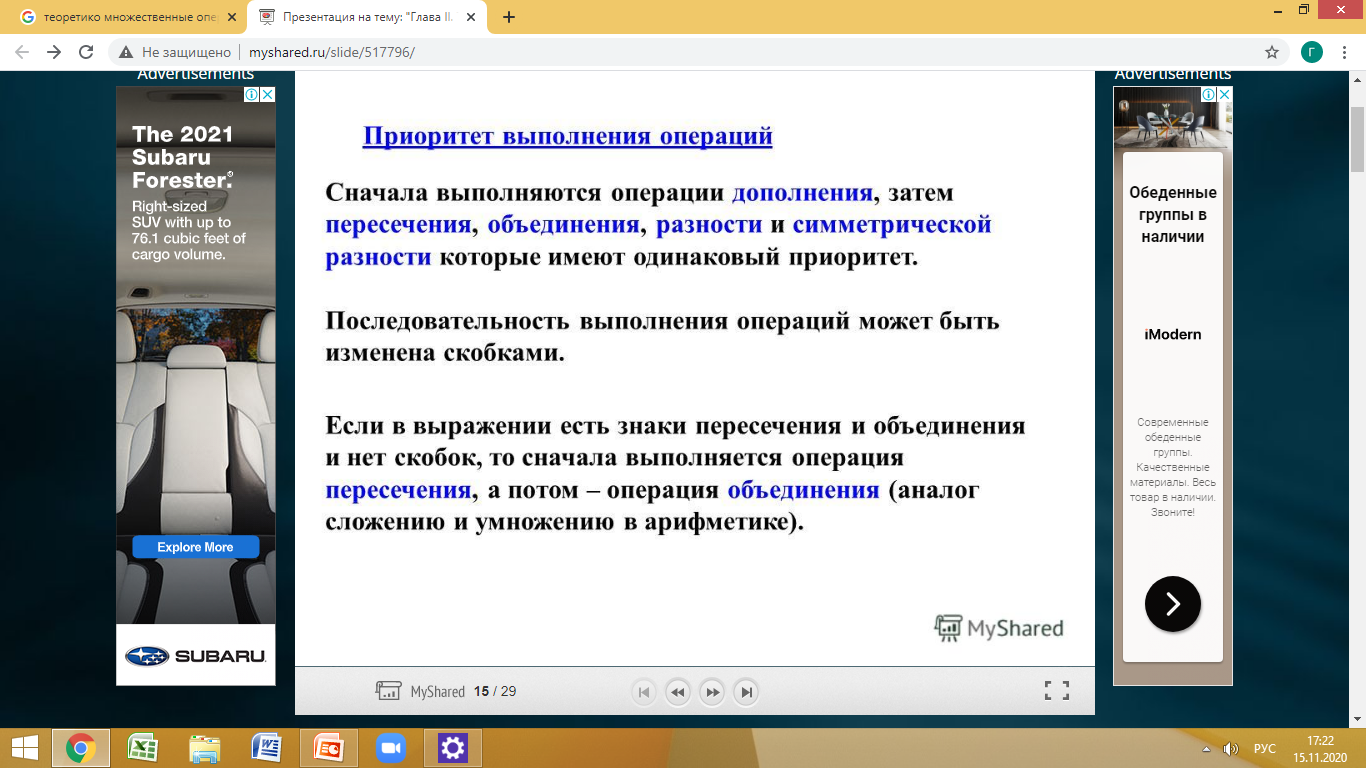 теоретико множественные опе
Презентация на тему: "Глава II.
Не защищено
myshared.ru/slide/517796/
Г
Advertisements
The 2021
Subaru
Forester.®
Right-sized
SUV with up to
76.1 cubic feet of
cargo volume.
Explore More
SUBARU
Приоритет выполнения операций
Сначала выполняются операции дополнения, затем
пересечения, объединения, разности и симметрической
разности которые имеют одинаковый приоритет.
Последовательность выполнения операций может быть
изменена скобками.
Если в выражении есть знаки пересечения и объединения
и нет скобок, то сначала выполняется операция
пересечения, а потом – операция объединения (аналог
сложению и умножению в арифметике).
MyShared
MyShared 15 / 29
Advertisements
Обеденные
группы в
наличии
iModern
Современные
обеденные
группы.
Качественные
материалы. Весь
товар в наличии.
Звоните!
РУС
17:22
15.11.2020